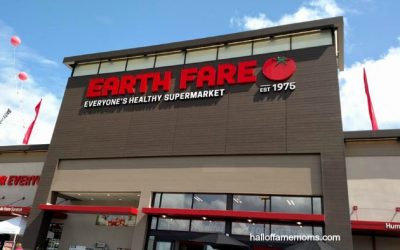 EARTH FARE
EVERYONE'S HEALTHY SUPERMARKET
EST 1975
halloffamemoms.com